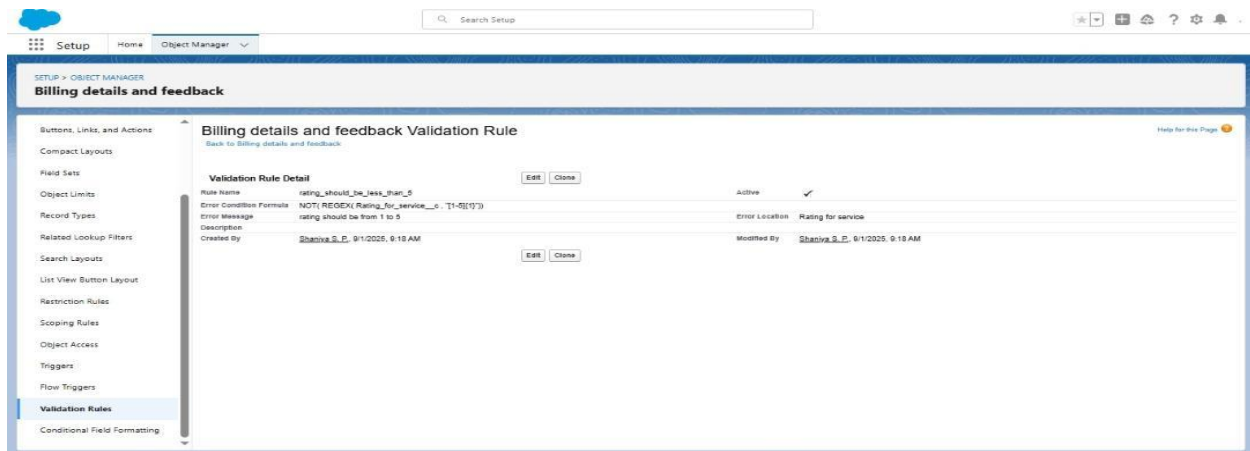 Search Setup
Setup Home Object Manager
SETUP > OBJECT MANAGER
Billing details and feedback
Buttons, Links, and Actions
Compact Layouts
Field Sets
Object Limits
Record Types
Related Lookup Filters
Search Layouts
List View Button Layout
Restriction Rules
Scoping Rules
Object Access
Triggers
Flow Triggers
Validation Rules
Conditional Field Formatting
Billing details and feedback Validation Rule
Help for this Page
Back to Billing details and feedback
Validation Rule Detail Edit Clone
Rule Name rating_should_be_less_than_5 Active ✓
Error Condition Formula NOT( REGEX( Rating_for_service__c , "[1-5]{1}"))
Error Message rating should be from 1 to 5 Error Location Rating for service
Description
Created By Shaniya S. P., 9/1/2025, 9:18 AM Modified By Shaniya S. P., 9/1/2025, 9:18 AM
Edit Clone